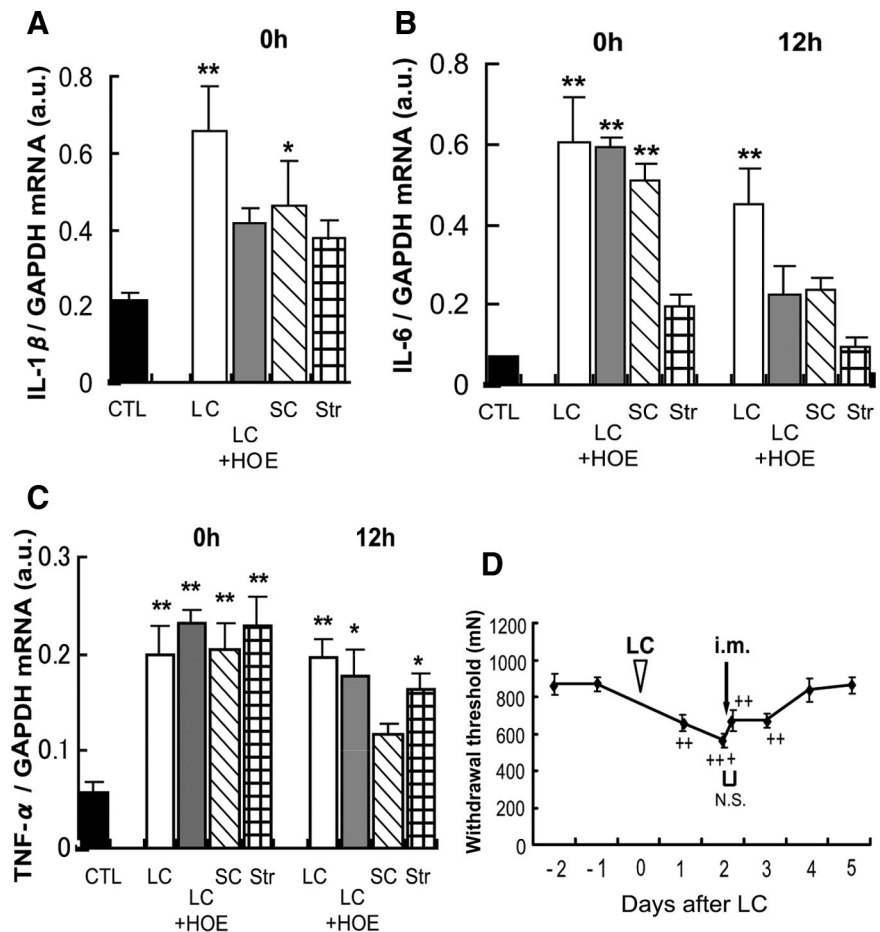 A
0h
IL-1β / GAPDH mRNA (a.u.)
0.8
0.6
0.4
0.2
0
**
*
CTL
LC
LC
+HOE
SC
Str
B
0h
12h
IL-6 / GAPDH mRNA (a.u.)
0.8
0.6
0.4
0.2
0
**
**
**
**
CTL
LC
LC
+HOE
SC
Str
LC
LC
+HOE
SC
Str
C
0h
12h
TNF-α / GAPDH mRNA (a.u.)
0.3
0.2
0.1
0
**
**
**
**
**
*
*
CTL
LC
LC
+HOE
SC
Str
LC
LC
+HOE
SC
Str
D
Withdrawal threshold (mN)
1200
1000
800
600
400
200
0
LC
i.m.
++
+++
++
++
N.S.
-2
-1
0
1
2
3
4
5
Days after LC